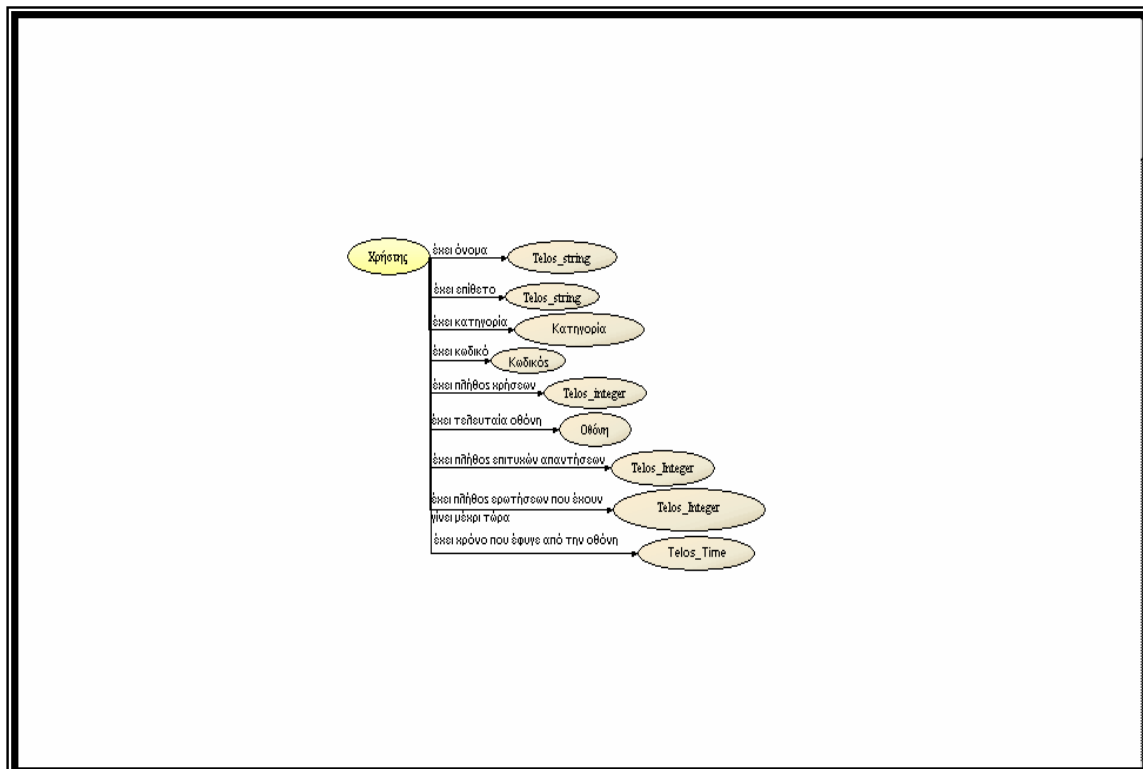 Χρήστης
έχει όνομα
Telos_string
έχει επίθετο
Telos_string
έχει κατηγορία
Κατηγορία
έχει κωδικό
Κωδικός
έχει πλήθος χρήσεων
Telos_integer
έχει τελευταία οθόνη
Οθόνη
έχει πλήθος επιτυχών απαντήσεων
Telos_Integer
έχει πλήθος ερωτήσεων που έχουν
γίνει μέχρι τώρα
Telos_Integer
έχει χρόνο που έφυγε από την οθόνη
Telos_Time